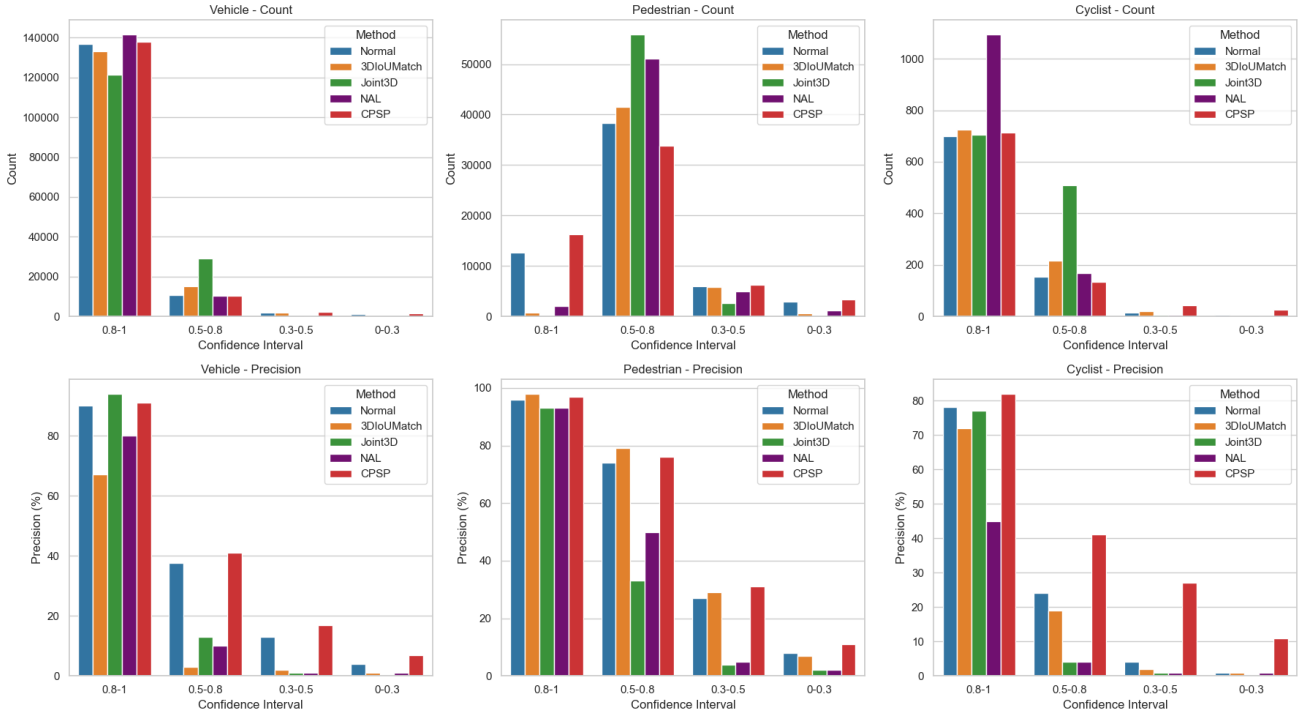 Vehicle - Count
Count
140000
120000
100000
80000
60000
40000
20000
0
Method
Normal
3DIoUMatch
Joint3D
NAL
CPSP
0.8-1
0.5-0.8
0.3-0.5
0-0.3
Confidence Interval
Pedestrian - Count
Count
50000
40000
30000
20000
10000
0
Method
Normal
3DIoUMatch
Joint3D
NAL
CPSP
0.8-1
0.5-0.8
0.3-0.5
0-0.3
Confidence Interval
Cyclist - Count
Count
1000
800
600
400
200
0
Method
Normal
3DIoUMatch
Joint3D
NAL
CPSP
0.8-1
0.5-0.8
0.3-0.5
0-0.3
Confidence Interval
Vehicle - Precision
Precision (%)
80
60
40
20
0
Method
Normal
3DIoUMatch
Joint3D
NAL
CPSP
0.8-1
0.5-0.8
0.3-0.5
0-0.3
Confidence Interval
Pedestrian - Precision
Precision (%)
100
80
60
40
20
0
Method
Normal
3DIoUMatch
Joint3D
NAL
CPSP
0.8-1
0.5-0.8
0.3-0.5
0-0.3
Confidence Interval
Cyclist - Precision
Precision (%)
80
70
60
50
40
30
20
10
0
Method
Normal
3DIoUMatch
Joint3D
NAL
CPSP
0.8-1
0.5-0.8
0.3-0.5
0-0.3
Confidence Interval